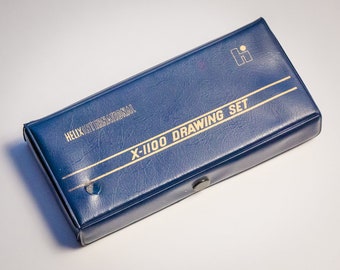 HELIX INTERNATIONAL
X-1100 DRAWING SET